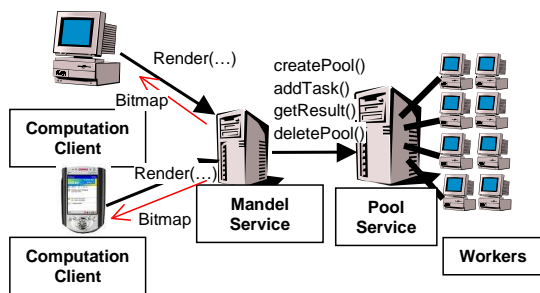 Render(…)
createPool()
addTask()
getResult()
deletePool()
Bitmap
Computation
Client
Render(…)
Bitmap
Mandel
Service
Pool
Service
Workers
Computation
Client